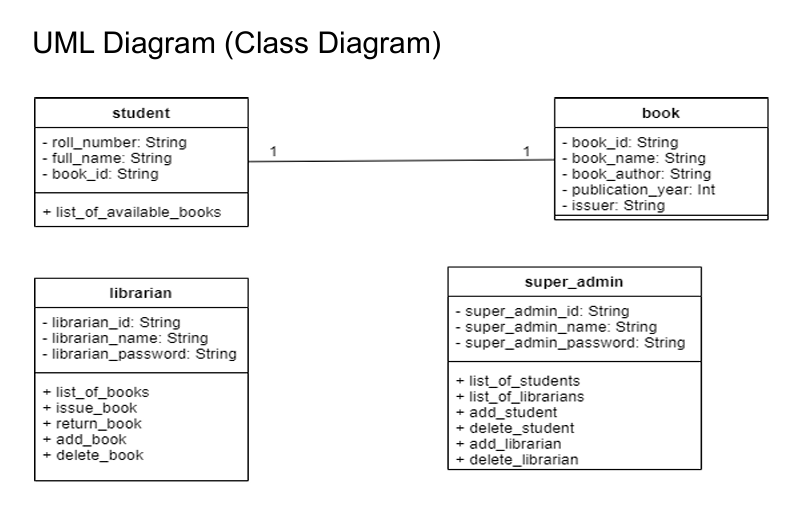 UML Diagram (Class Diagram)
student
- roll_number: String
- full_name: String
- book_id: String
+ list_of_available_books
1
1
book
- book_id: String
- book_name: String
- book_author: String
- publication_year: Int
- issuer: String
librarian
- librarian_id: String
- librarian_name: String
- librarian_password: String
+ list_of_books
+ issue_book
+ return_book
+ add_book
+ delete_book
super_admin
- super_admin_id: String
- super_admin_name: String
- super_admin_password: String
+ list_of_students
+ list_of_librarians
+ add_student
+ delete_student
+ add_librarian
+ delete_librarian